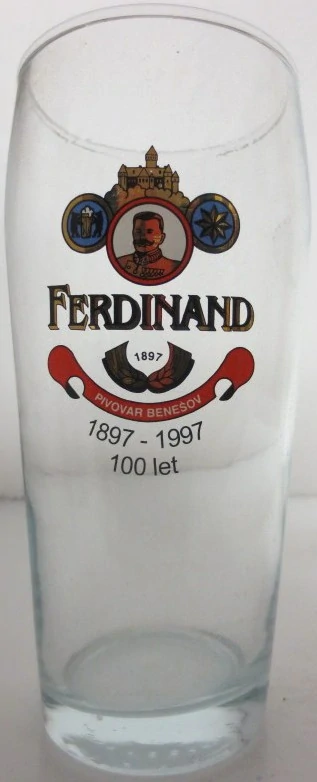 FERDINAND
1897
PIVOVAR BENEŠOV
1897 - 1997
100 let